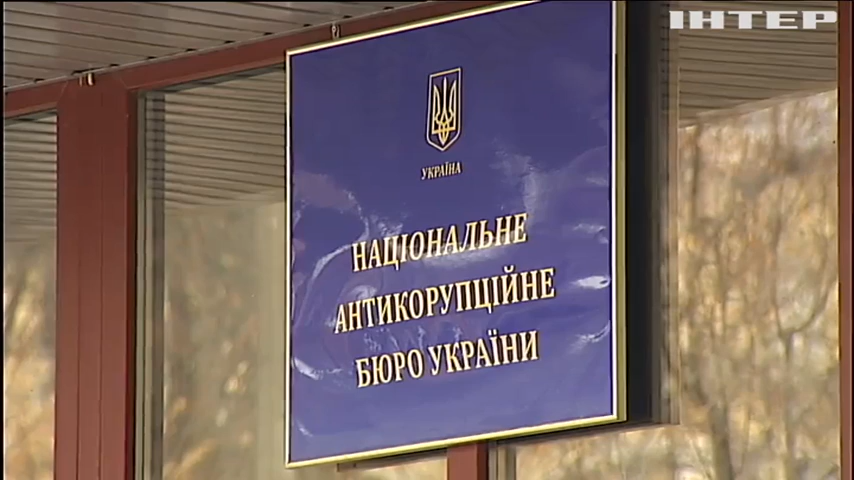 ІНТЕР
УКРАЇНА
НАЦІОНАЛЬНЕ
АНТИКОРУПЦІЙНЕ
БЮРО УКРАЇНИ